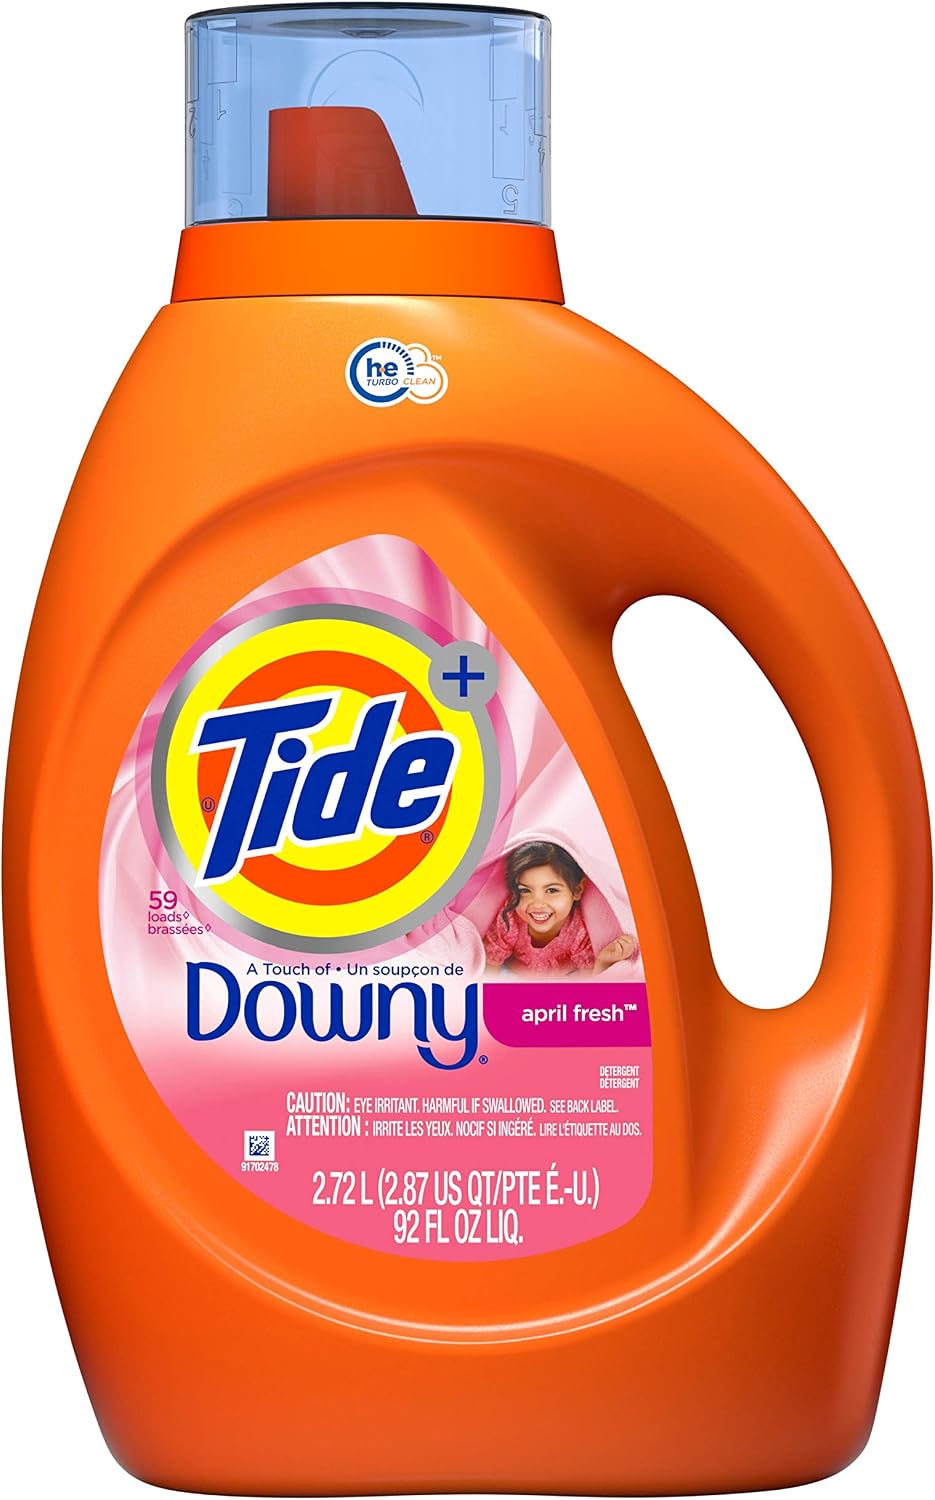 h·e™
TURBO CLEAN
+
Tide®
U
59
loads◊
brassées◊
A Touch of • Un soupçon de
Downy®
april fresh™
DETERGENT
DÉTERGENT
CAUTION: EYE IRRITANT. HARMFUL IF SWALLOWED. SEE BACK LABEL.
ATTENTION : IRRITE LES YEUX. NOCIF SI INGÉRÉ. LIRE L'ÉTIQUETTE AU DOS.
91702478
2.72 L (2.87 US QT/PTE É.-U.)
92 FL OZ LIQ.